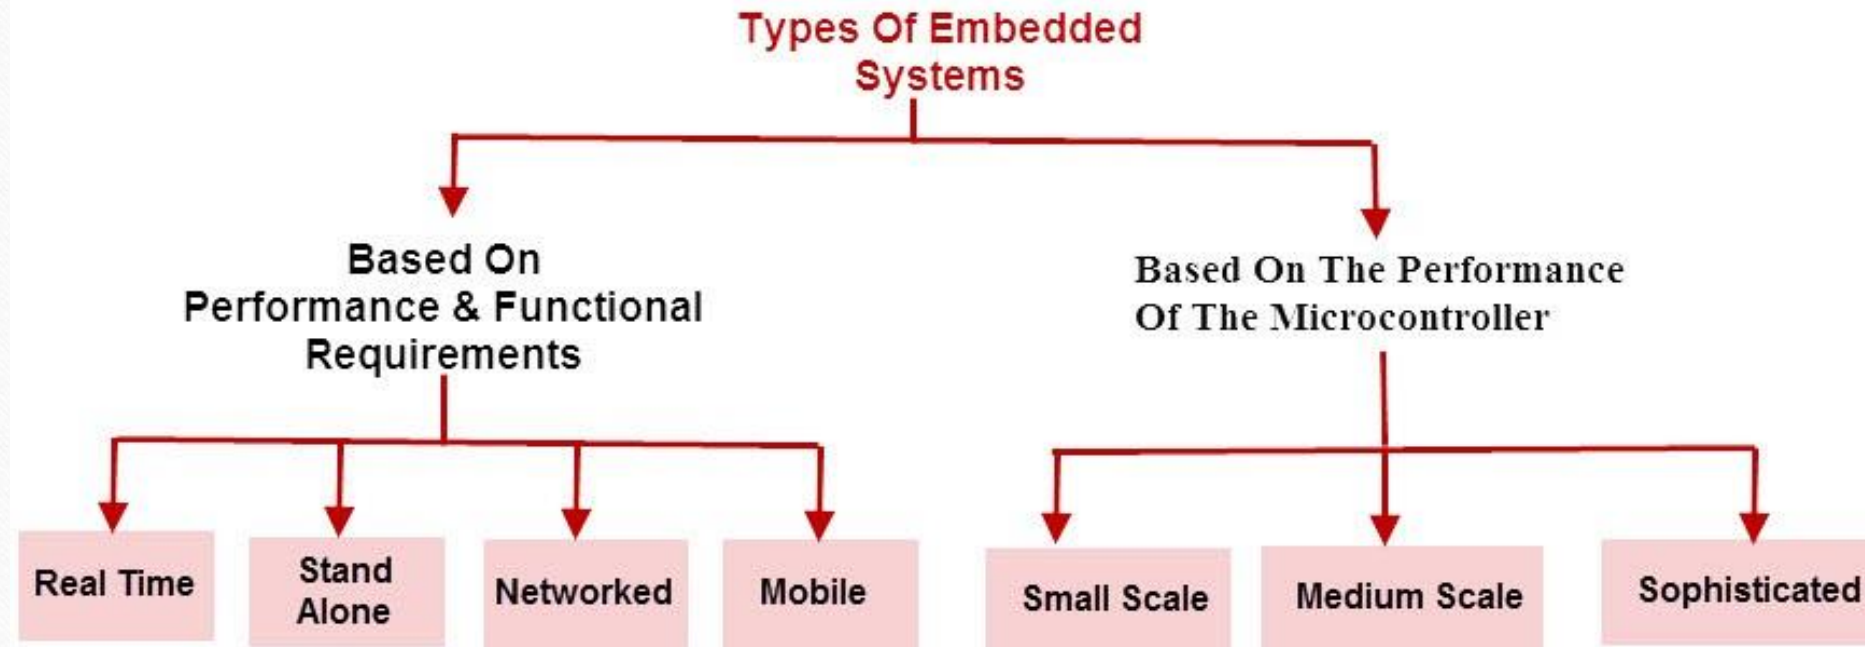 Types Of Embedded
Systems
Based On
Performance & Functional
Requirements
Based On The Performance
Of The Microcontroller
Real Time
Stand
Alone
Networked
Mobile
Small Scale
Medium Scale
Sophisticated